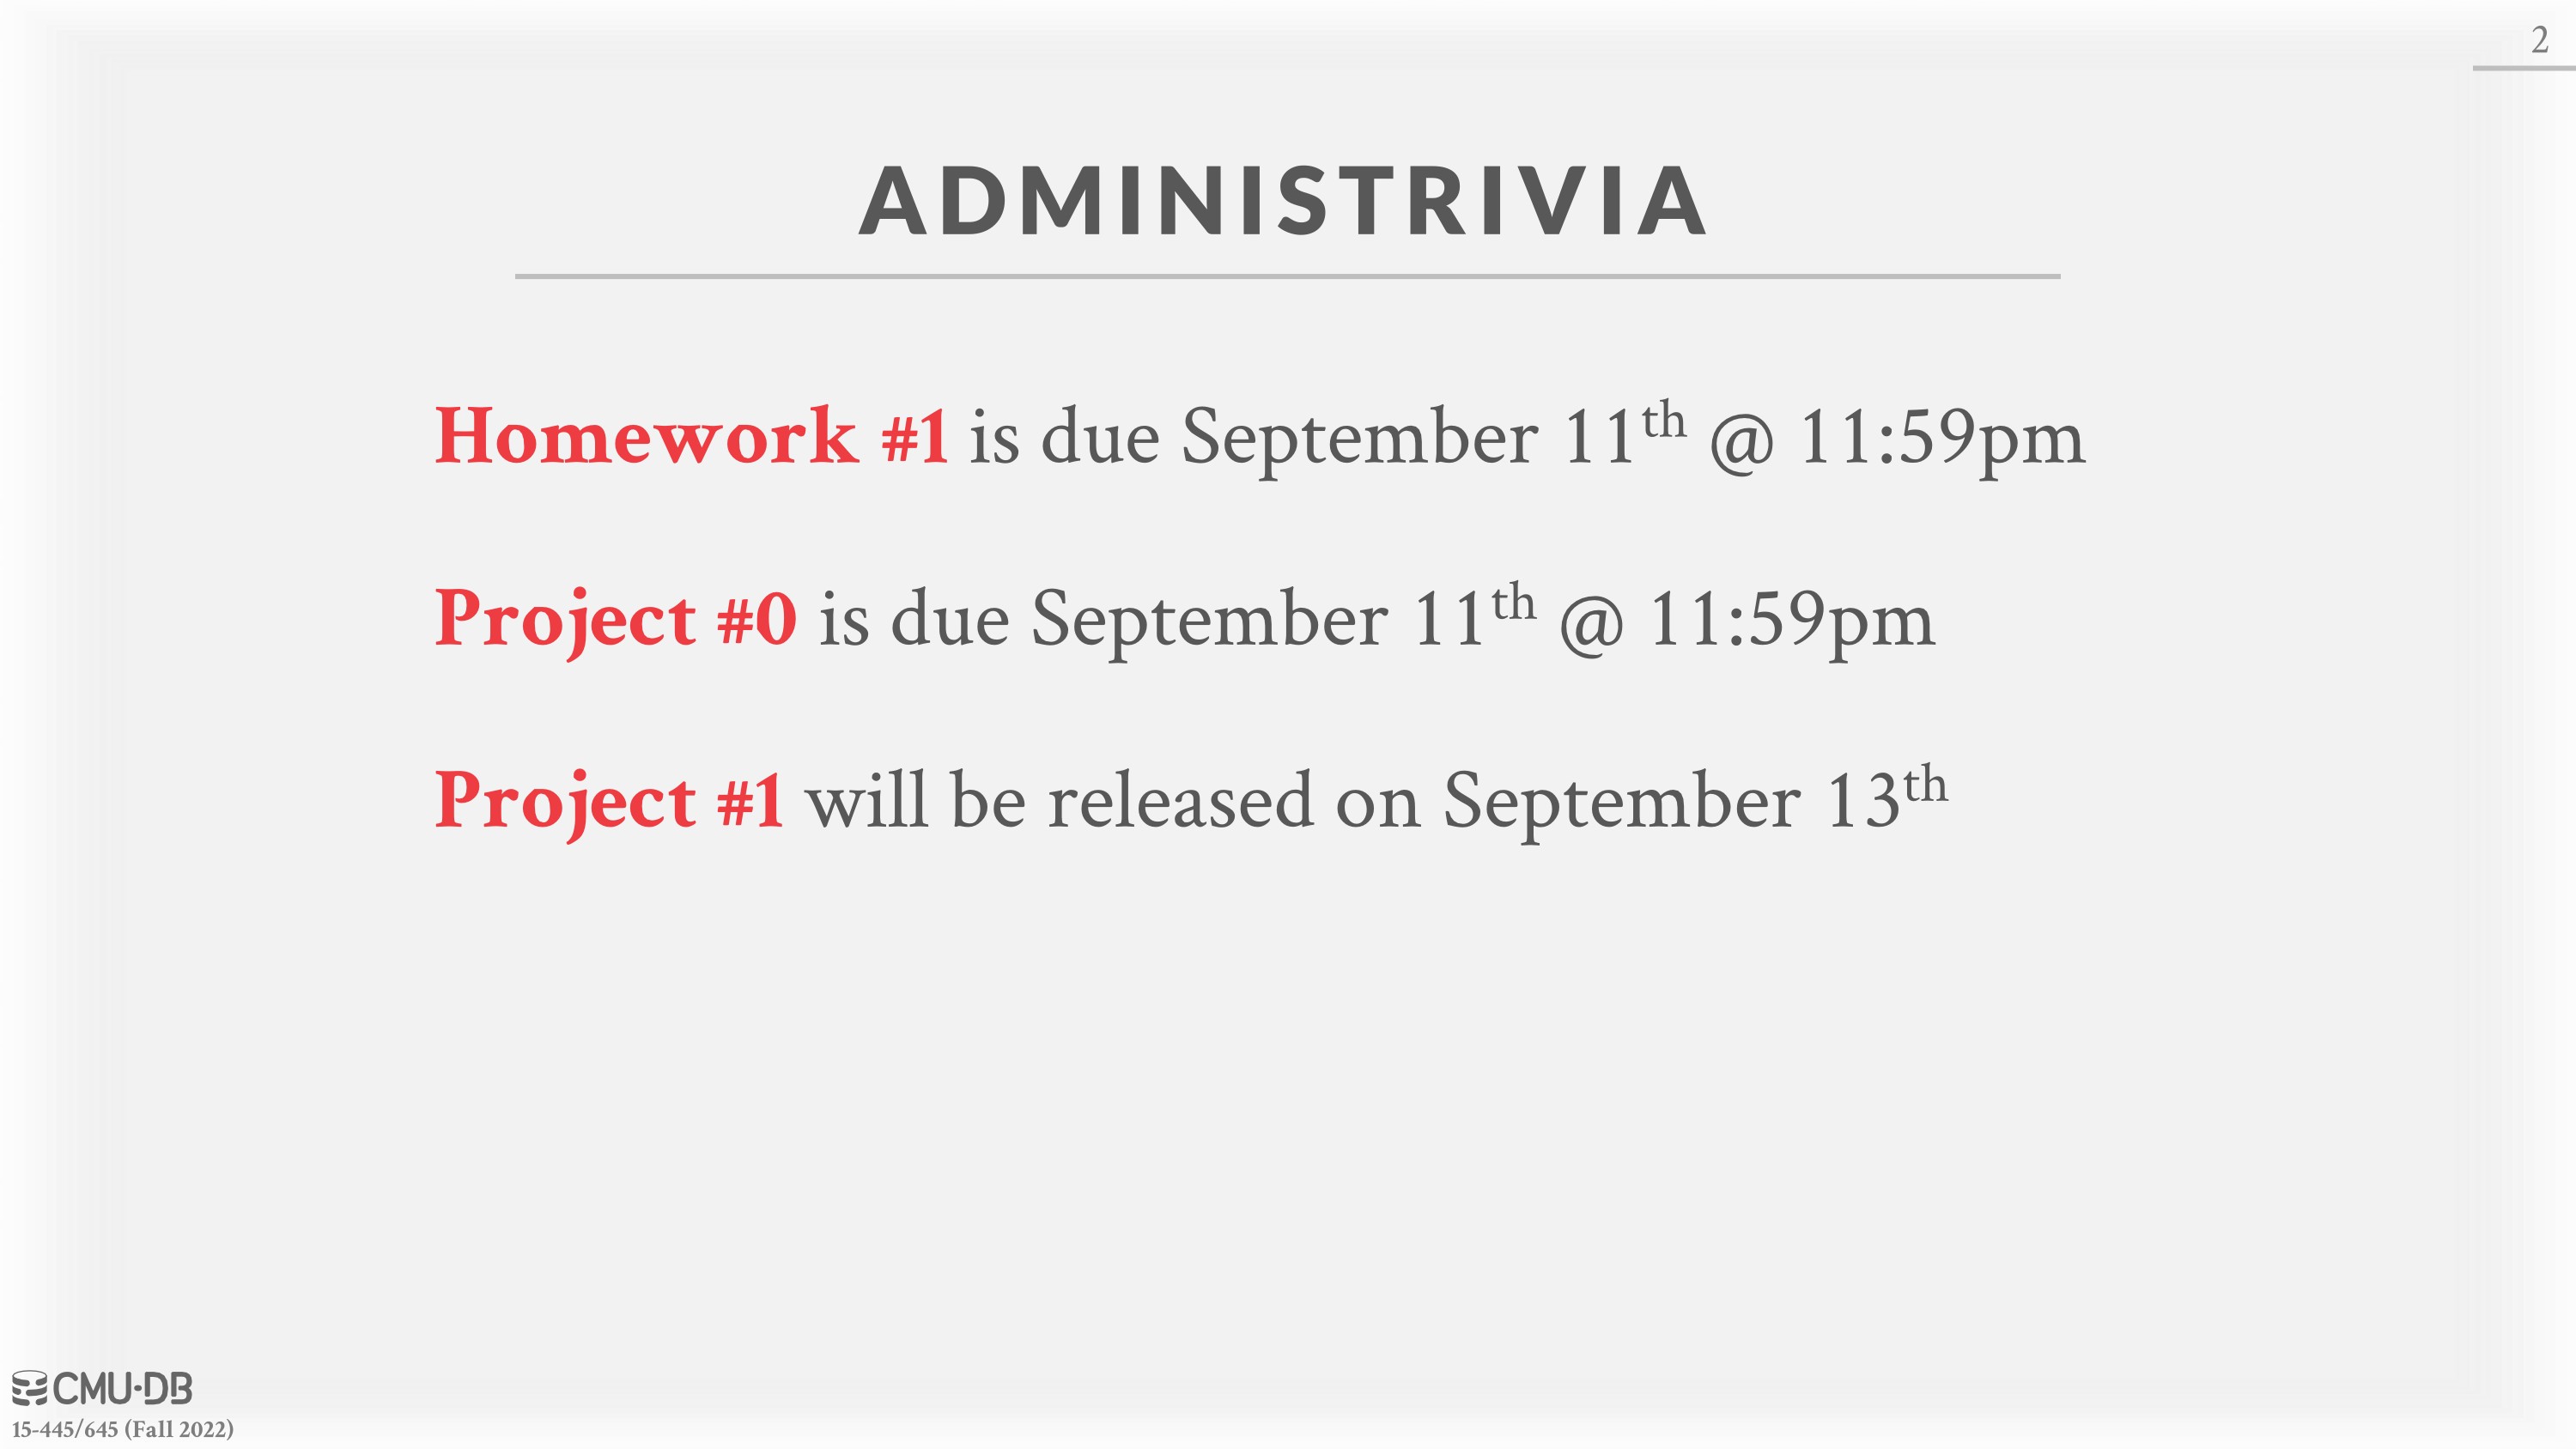 2
ADMINISTRIVIA
Homework #1 is due September 11th @ 11:59pm
Project #0 is due September 11th @ 11:59pm
Project #1 will be released on September 13th
CMU·DB
15-445/645 (Fall 2022)